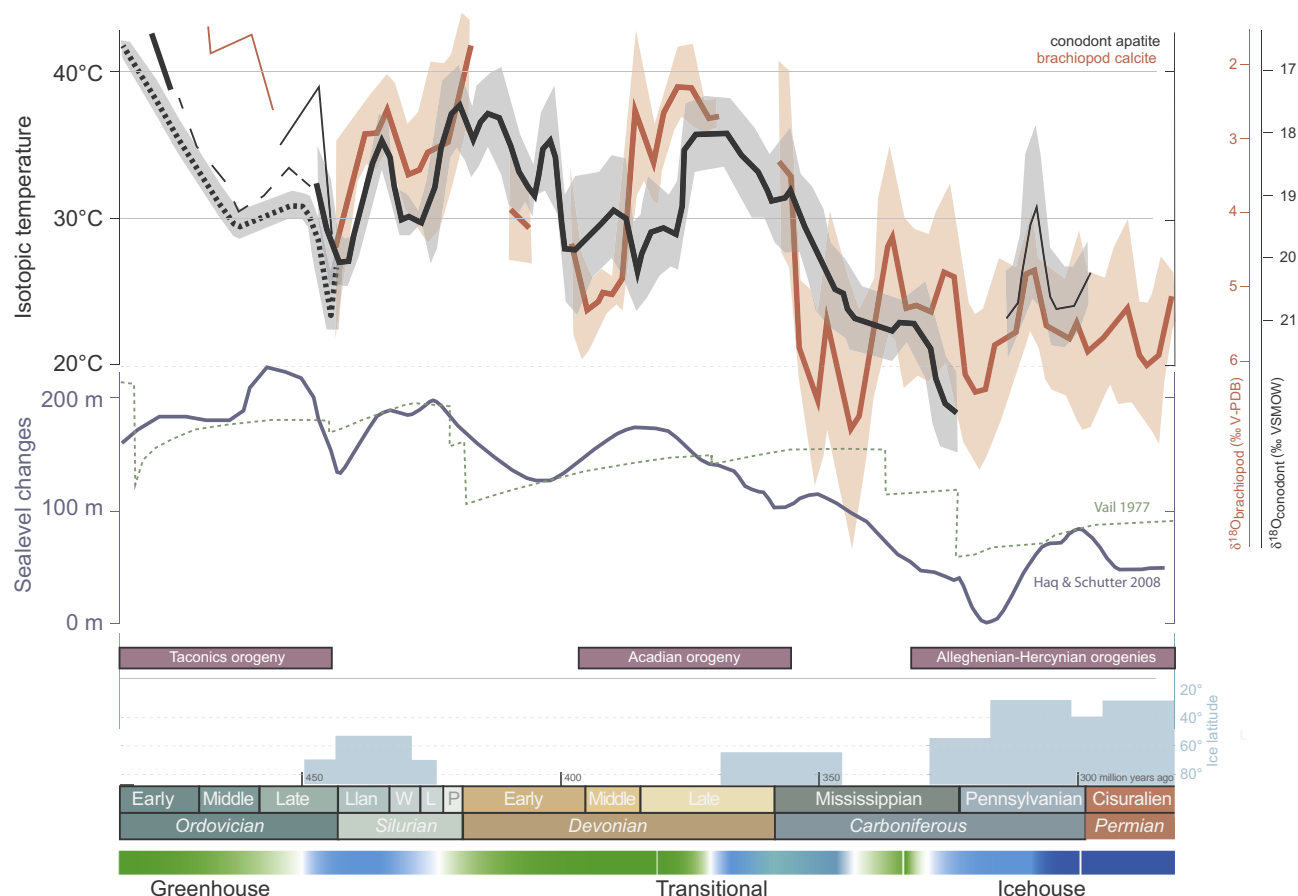 conodont apatite
brachiopod calcite
Isotopic temperature
40°C
30°C
20°C
2
3
4
5
6
δ18Obrachiopod (‰ V-PDB)
17
18
19
20
21
δ18Oconodont (‰ VSMOW)
Sealevel changes
200 m
100 m
0 m
Vail 1977
Haq & Schutter 2008
Taconics orogeny
Acadian orogeny
Alleghenian-Hercynian orogenies
20°
40°
60°
80°
Ice latitude
450
400
350
300 million years ago
Early
Middle
Late
Llan
W
L
P
Early
Middle
Late
Mississippian
Pennsylvanian
Cisuralien
Ordovician
Silurian
Devonian
Carboniferous
Permian
Greenhouse
Transitional
Icehouse